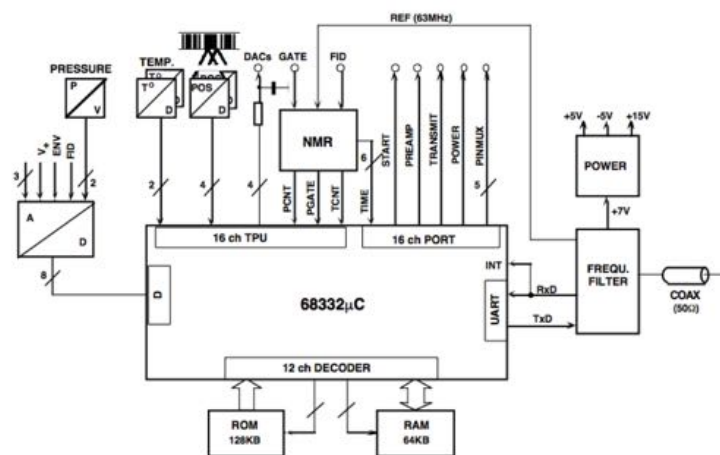 REF (63MHz)
DACs GATE FID
TEMP.
PRESSURE
+5V -5V +15V
P
V
T° T°
D D
POS
D
V+ ENV FID
3 2
NMR
6
START PREAMP TRANSMIT POWER PINMUX
POWER
A
D
2 4 4
PCNT PGATE TCNT TIME
5
+7V
16 ch TPU 16 ch PORT
8
FREQU.
FILTER
INT
RxD
TxD
UART
COAX
(50Ω)
D
68332μC
12 ch DECODER
ROM
128KB
RAM
64KB